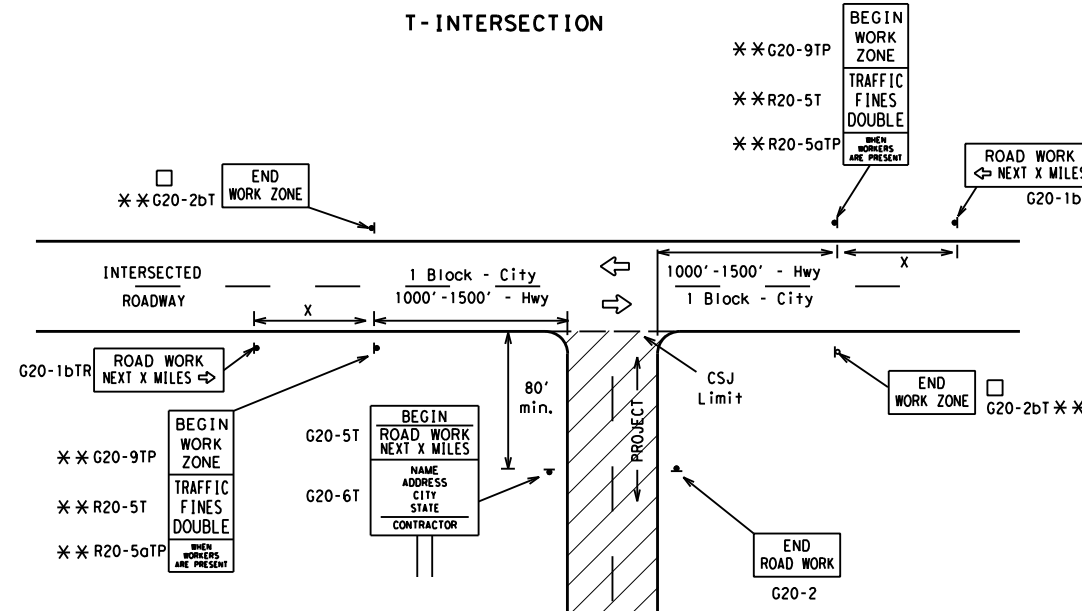 T-INTERSECTION
BEGIN
WORK
ZONE
TRAFFIC
FINES
DOUBLE
WHEN
WORKERS
ARE PRESENT
**G20-9TP
**R20-5T
**R20-5aTP
ROAD WORK
⇦ NEXT X MILES
G20-1b
END
WORK ZONE
□
**G20-2bT
INTERSECTED
ROADWAY
1 Block - City
1000'-1500' - Hwy
X
1000'-1500' - Hwy
1 Block - City
X
G20-1bTR
ROAD WORK
NEXT X MILES ⇨
80'
min.
CSJ
Limit
PROJECT
END
WORK ZONE
□
G20-2bT **
BEGIN
WORK
ZONE
TRAFFIC
FINES
DOUBLE
WHEN
WORKERS
ARE PRESENT
** G20-9TP
** R20-5T
** R20-5aTP
G20-5T
BEGIN
ROAD WORK
NEXT X MILES
G20-6T
NAME
ADDRESS
CITY
STATE
CONTRACTOR
END
ROAD WORK
G20-2